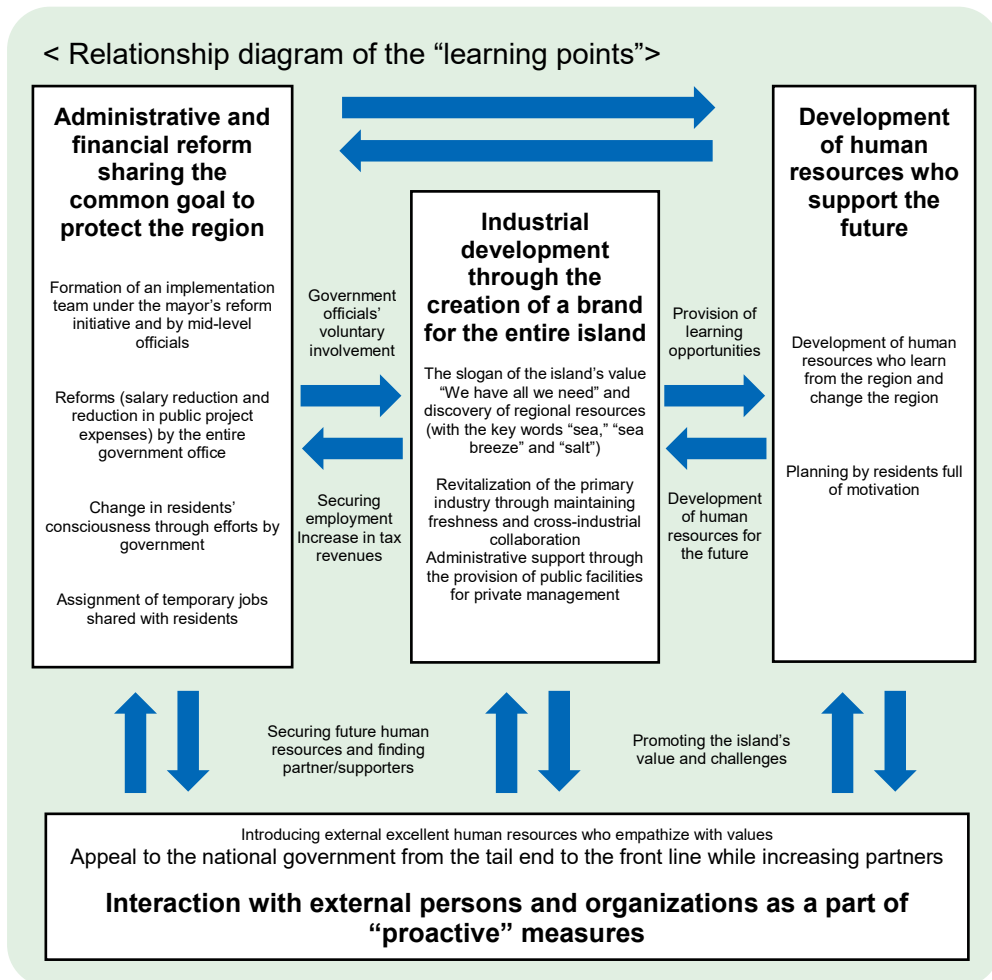 < Relationship diagram of the “learning points”>
Administrative and
financial reform
sharing the
common goal to
protect the region
Formation of an implementation
team under the mayor’s reform
initiative and by mid-level
officials
Reforms (salary reduction and
reduction in public project
expenses) by the entire
government office
Change in residents’
consciousness through efforts by
government
Assignment of temporary jobs
shared with residents
Government
officials’
voluntary
involvement
Securing
employment
Increase in tax
revenues
Industrial
development
through the
creation of a brand
for the entire island
The slogan of the island’s value
“We have all we need” and
discovery of regional resources
(with the key words “sea,” “sea
breeze” and “salt”)
Revitalization of the primary
industry through maintaining
freshness and cross-industrial
collaboration
Administrative support through
the provision of public facilities
for private management
Provision of
learning
opportunities
Development
of human
resources for
the future
Development
of human
resources who
support the
future
Development of human
resources who learn
from the region and
change the region
Planning by residents full
of motivation
Securing future human
resources and finding
partner/supporters
Promoting the island’s
value and challenges
Introducing external excellent human resources who empathize with values
Appeal to the national government from the tail end to the front line while increasing partners
Interaction with external persons and organizations as a part of
“proactive” measures